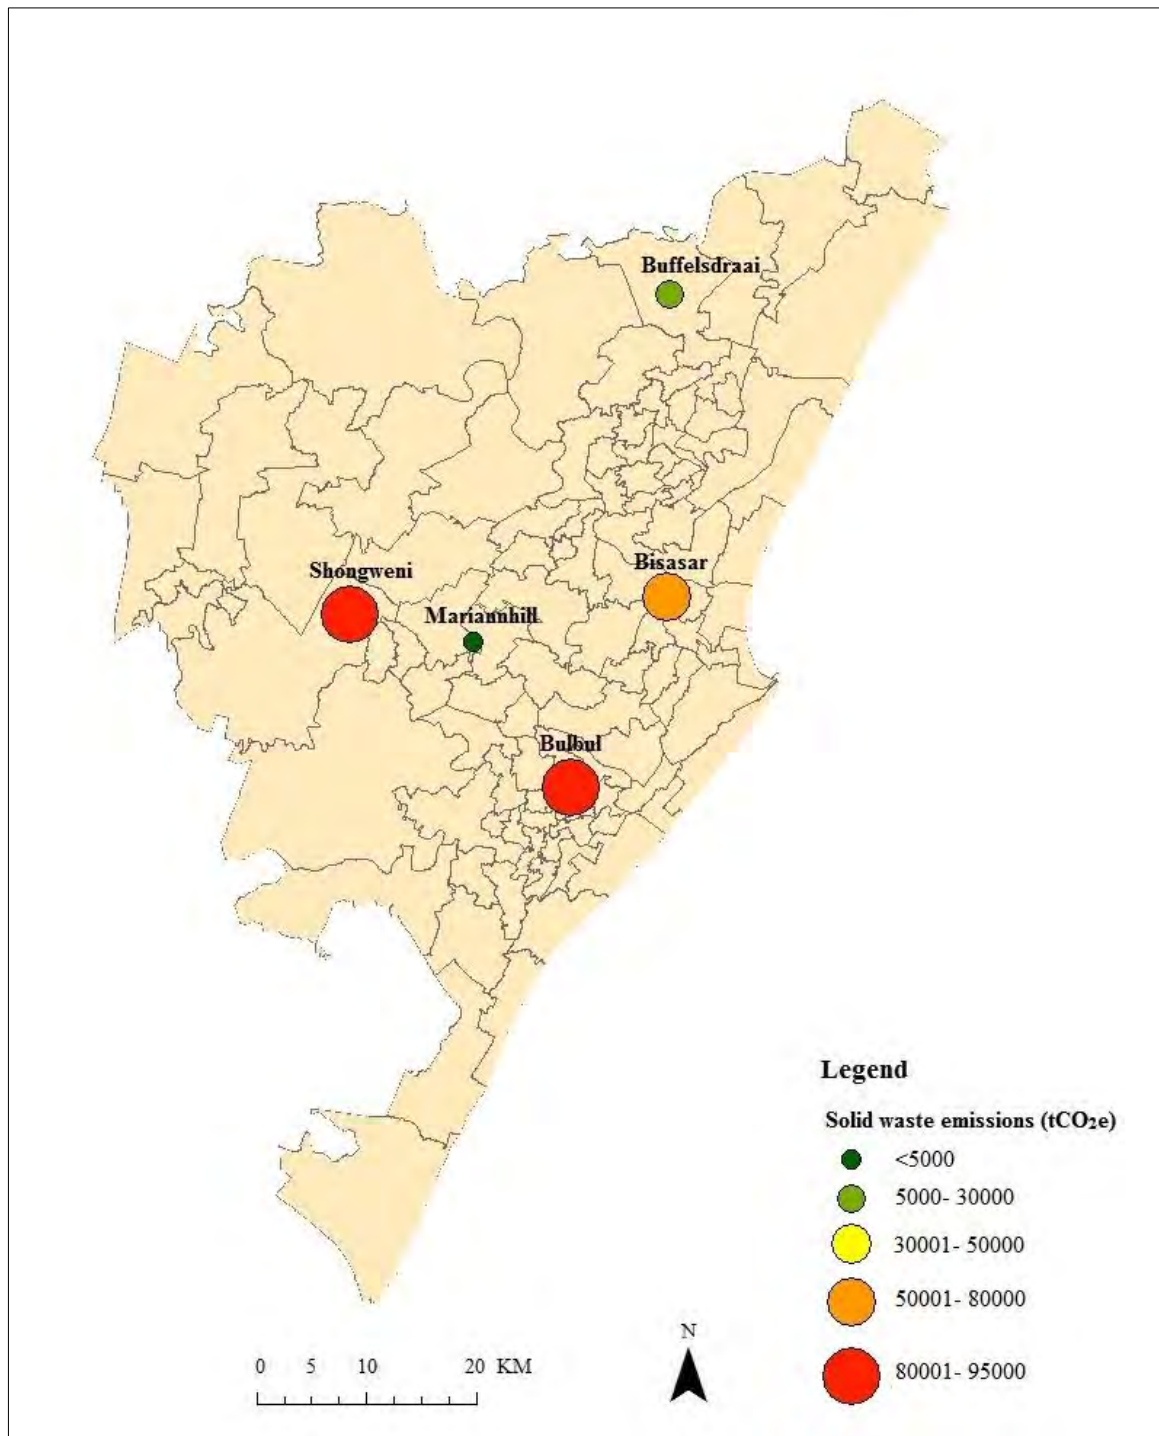 Buffelsdraai
Bisasar
Shongweni
Mariannhill
Bulbul
Legend
Solid waste emissions (tCO₂e)
<5000
5000- 30000
30001- 50000
50001- 80000
80001- 95000
N
0 5 10 20 KM